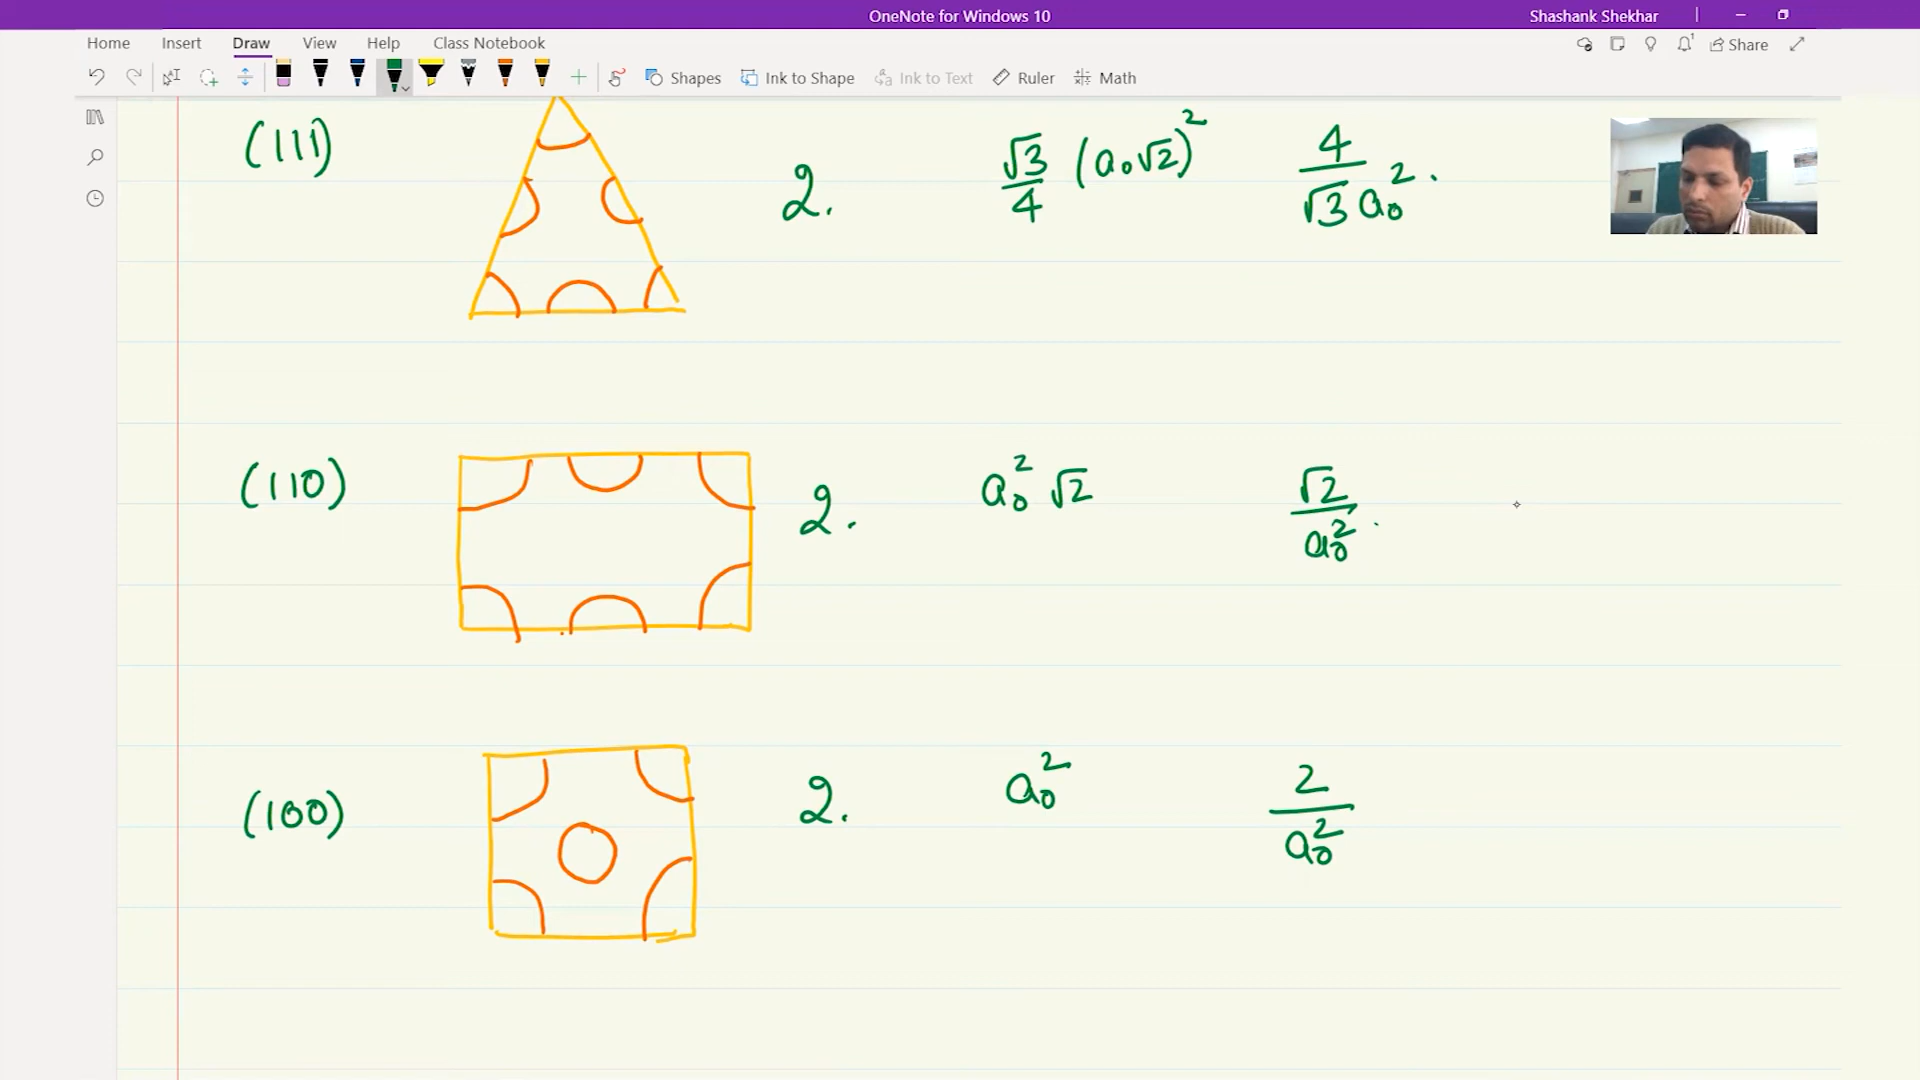 OneNote for Windows 10
Shashank Shekhar
Home Insert Draw View Help Class Notebook
Share
Shapes Ink to Shape Ink to Text Ruler Math
(111) 2. √3/4 (a₀√2)² 4/√3a₀².
(110) 2. a₀²√2 √2/a₀².
(100) 2. a₀² 2/a₀²